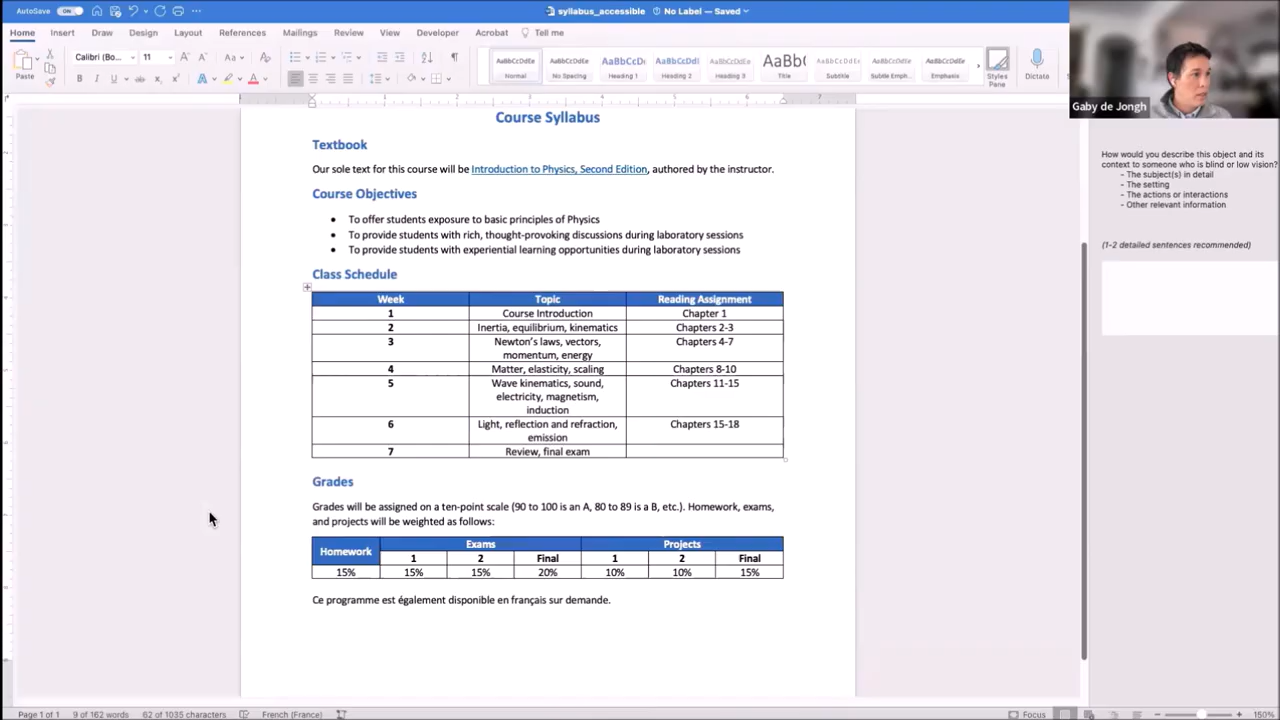 AutoSave ON syllabus_accessible No Label — Saved
Home Insert Draw Design Layout References Mailings Review View Developer Acrobat Tell me
Paste Calibri (Bo... 11
AaBbCcDdEe Normal AaBbCcDdEe No Spacing AaBbCcDc Heading 1 AaBbCcDdEe Heading 2 AaBbCcDdEe AaBb( Title AaBbCcDdEe Subtitle AaBbCcDdEe Subtle Emph... AaBbCcDdEe Emphasis Styles Pane Dictate
Gaby de Jongh
Course Syllabus
Textbook
Our sole text for this course will be Introduction to Physics, Second Edition, authored by the instructor.
Course Objectives
• To offer students exposure to basic principles of Physics
• To provide students with rich, thought-provoking discussions during laboratory sessions
• To provide students with experiential learning opportunities during laboratory sessions
Class Schedule
Week Topic Reading Assignment
1 Course Introduction Chapter 1
2 Inertia, equilibrium, kinematics Chapters 2-3
3 Newton's laws, vectors, Chapters 4-7
momentum, energy
4 Matter, elasticity, scaling Chapters 8-10
5 Wave kinematics, sound, Chapters 11-15
electricity, magnetism,
induction
6 Light, reflection and refraction, Chapters 15-18
emission
7 Review, final exam
Grades
Grades will be assigned on a ten-point scale (90 to 100 is an A, 80 to 89 is a B, etc.). Homework, exams,
and projects will be weighted as follows:
Homework Exams Projects
1 2 Final 1 2 Final
15% 15% 15% 20% 10% 10% 15%
Ce programme est également disponible en français sur demande.
How would you describe this object and its
context to someone who is blind or low vision?
- The subject(s) in detail
- The setting
- The actions or interactions
- Other relevant information
(1-2 detailed sentences recommended)
Page 1 of 1 9 of 162 words 62 of 1035 characters French (France) Focus 150%